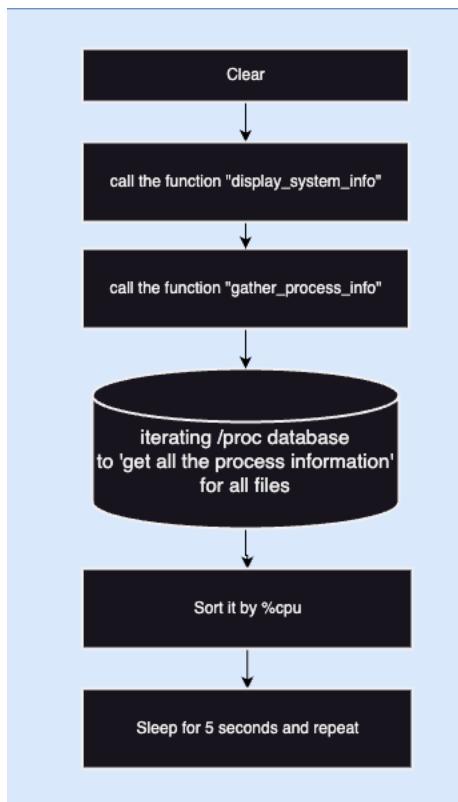 Clear
call the function "display_system_info"
call the function "gather_process_info"
iterating /proc database
to 'get all the process information'
for all files
Sort it by %cpu
Sleep for 5 seconds and repeat